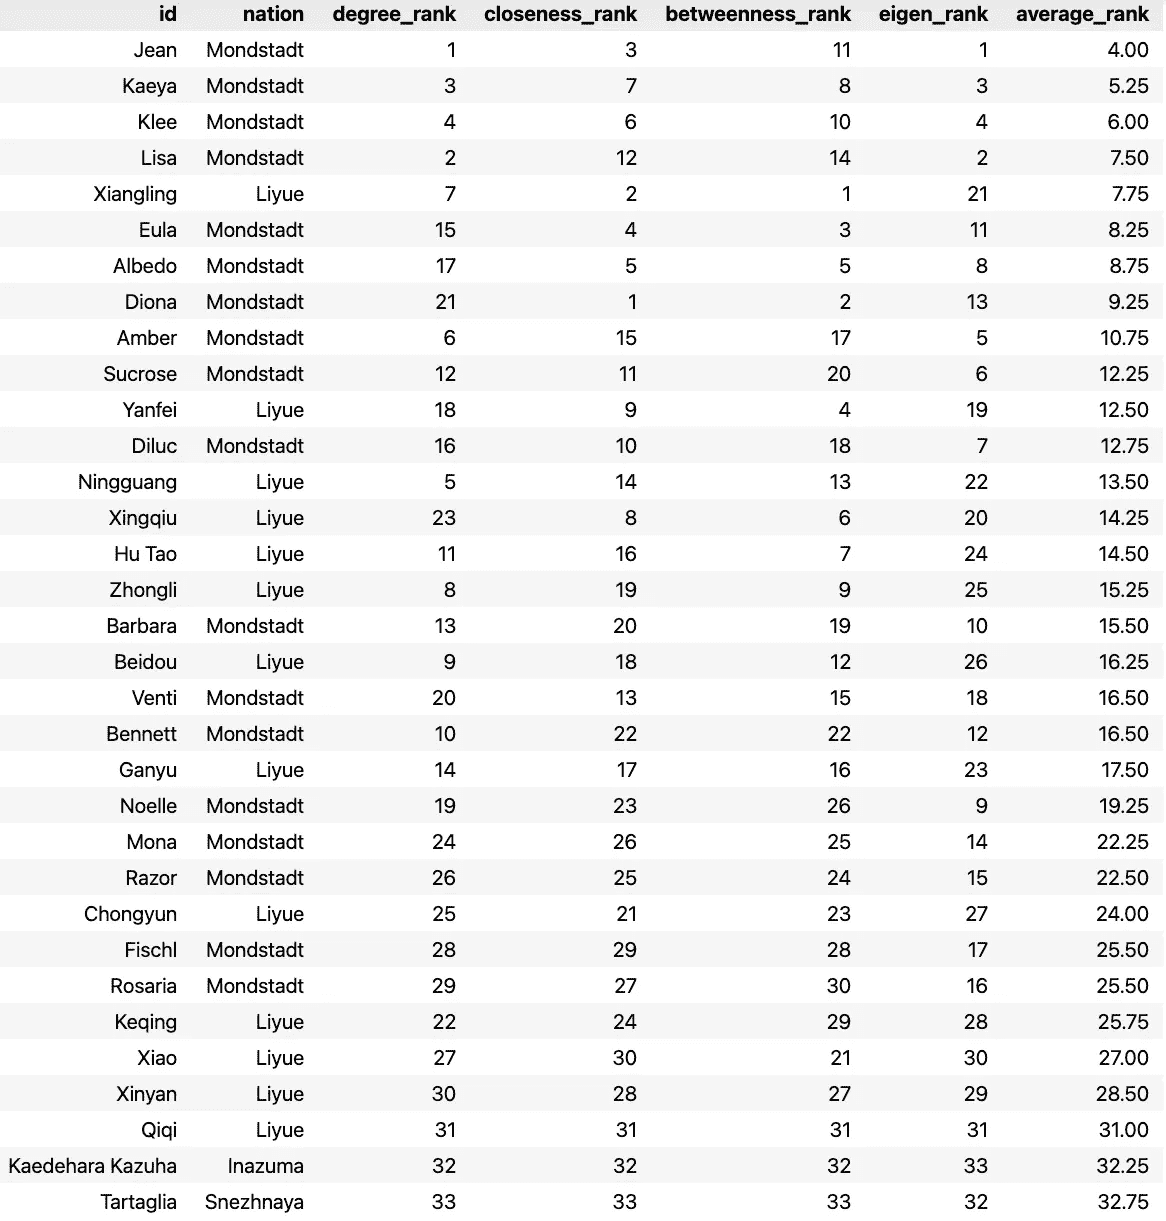 id nation degree_rank closeness_rank betweenness_rank eigen_rank average_rank
Jean Mondstadt 1 3 11 1 4.00
Kaeya Mondstadt 3 7 8 3 5.25
Klee Mondstadt 4 6 10 4 6.00
Lisa Mondstadt 2 12 14 2 7.50
Xiangling Liyue 7 2 1 21 7.75
Eula Mondstadt 15 4 3 11 8.25
Albedo Mondstadt 17 5 5 8 8.75
Diona Mondstadt 21 1 2 13 9.25
Amber Mondstadt 6 15 17 5 10.75
Sucrose Mondstadt 12 11 20 6 12.25
Yanfei Liyue 18 9 4 19 12.50
Diluc Mondstadt 16 10 18 7 12.75
Ningguang Liyue 5 14 13 22 13.50
Xingqiu Liyue 23 8 6 20 14.25
Hu Tao Liyue 11 16 7 24 14.50
Zhongli Liyue 8 19 9 25 15.25
Barbara Mondstadt 13 20 19 10 15.50
Beidou Liyue 9 18 12 26 16.25
Venti Mondstadt 20 13 15 18 16.50
Bennett Mondstadt 10 22 22 12 16.50
Ganyu Liyue 14 17 16 23 17.50
Noelle Mondstadt 19 23 26 9 19.25
Mona Mondstadt 24 26 25 14 22.25
Razor Mondstadt 26 25 24 15 22.50
Chongyun Liyue 25 21 23 27 24.00
Fischl Mondstadt 28 29 28 17 25.50
Rosaria Mondstadt 29 27 30 16 25.50
Keqing Liyue 22 24 29 28 25.75
Xiao Liyue 27 30 21 30 27.00
Xinyan Liyue 30 28 27 29 28.50
Qiqi Liyue 31 31 31 31 31.00
Kaedehara Kazuha Inazuma 32 32 32 33 32.25
Tartaglia Snezhnaya 33 33 33 32 32.75